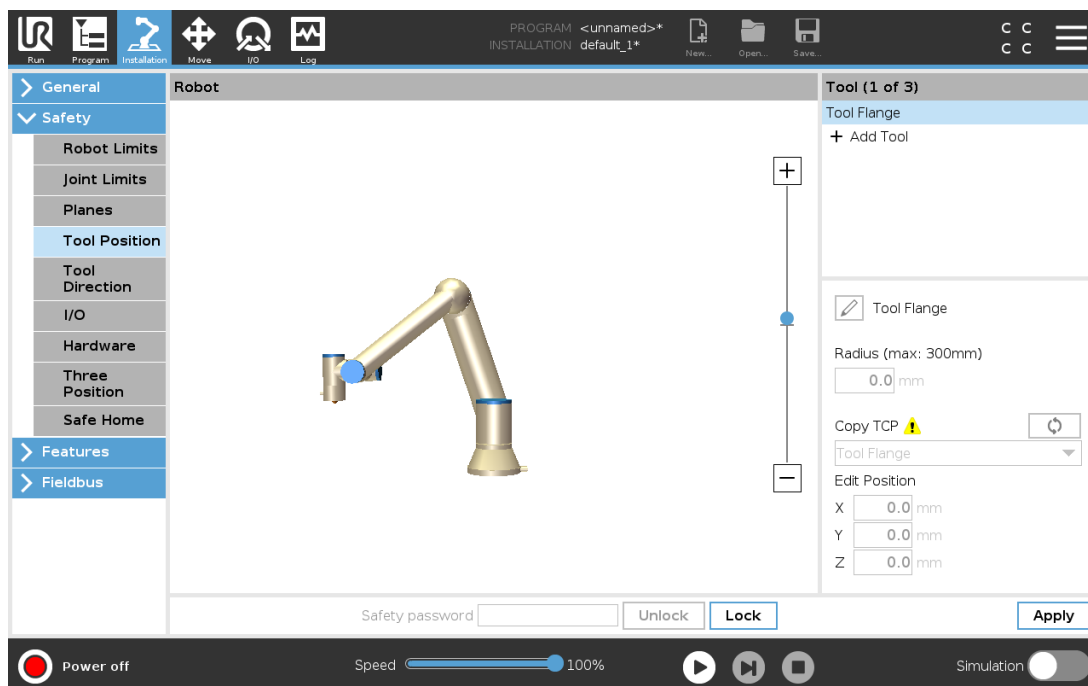 PROGRAM <unnamed>*
INSTALLATION default_1*
Run
Program
Installation
Move
I/O
Log
New...
Open...
Save...
C C
C C
General
Safety
Robot Limits
Joint Limits
Planes
Tool Position
Tool
Direction
I/O
Hardware
Three
Position
Safe Home
Features
Fieldbus
Robot
+
−
Tool (1 of 3)
Tool Flange
+ Add Tool
Tool Flange
Radius (max: 300mm)
0.0 mm
Copy TCP
Tool Flange
Edit Position
X 0.0 mm
Y 0.0 mm
Z 0.0 mm
Safety password Unlock Lock
Apply
Power off
Speed 100%
Simulation